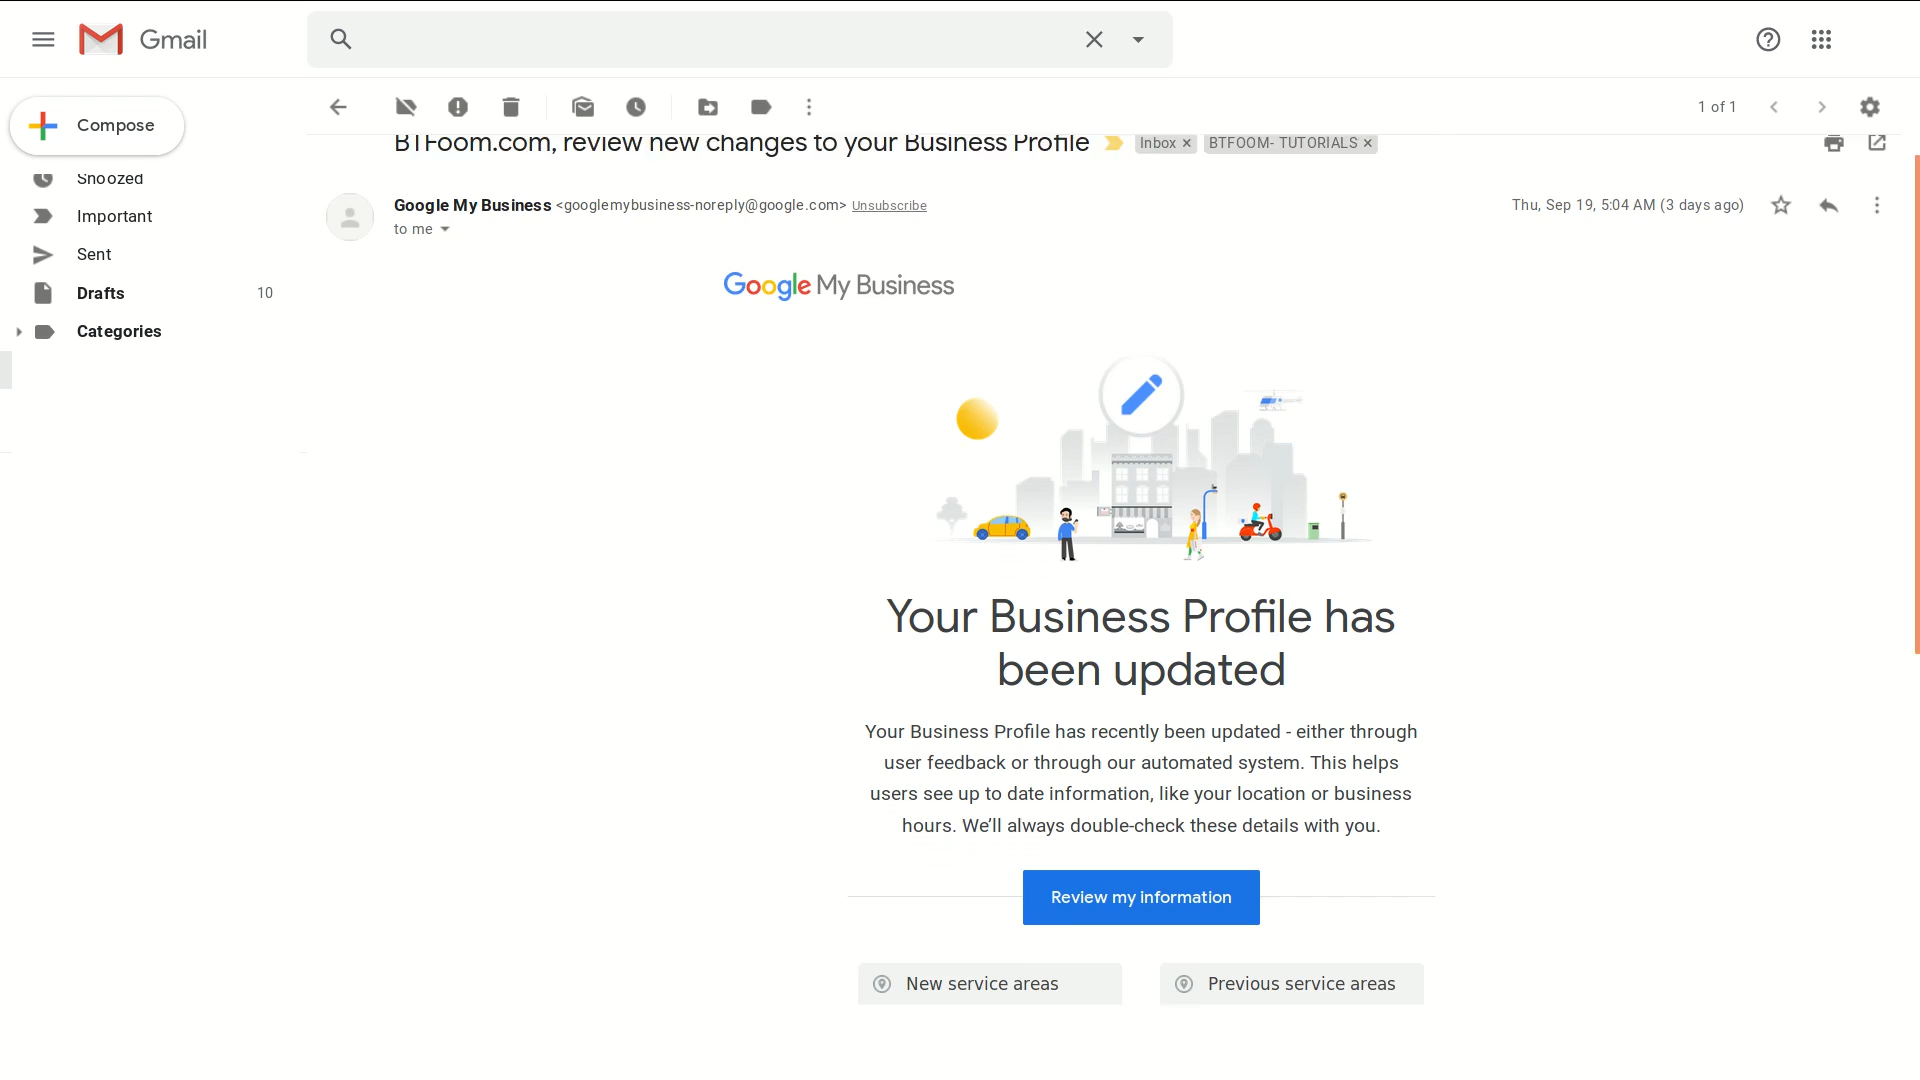 Gmail
Compose
1 of 1
BTFoom.com, review new changes to your Business Profile
Inbox ×
BTFOOM- TUTORIALS ×
Snoozed
Important
Sent
Drafts 10
Categories
Google My Business <googlemybusiness-noreply@google.com> Unsubscribe
Thu, Sep 19, 5:04 AM (3 days ago)
to me
Google My Business
Your Business Profile has
been updated
Your Business Profile has recently been updated - either through
user feedback or through our automated system. This helps
users see up to date information, like your location or business
hours. We’ll always double-check these details with you.
Review my information
New service areas
Previous service areas